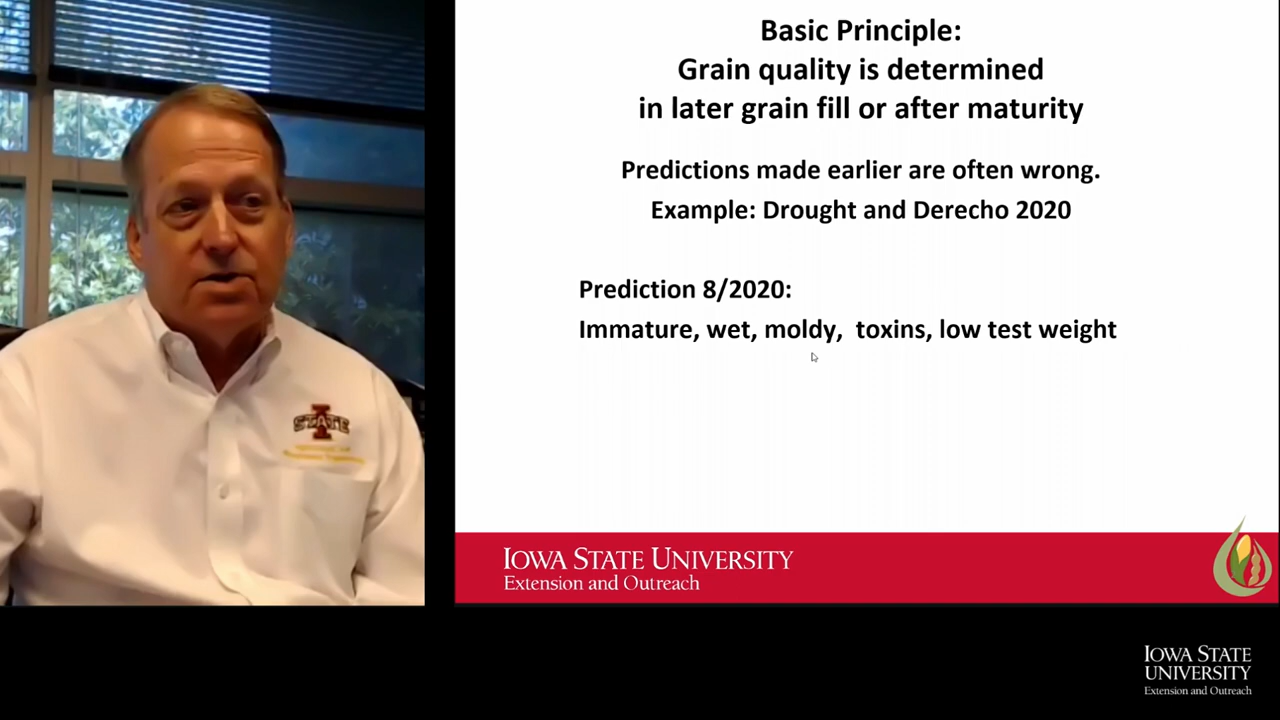 Basic Principle:
Grain quality is determined
in later grain fill or after maturity
Predictions made earlier are often wrong.
Example: Drought and Derecho 2020
Prediction 8/2020:
Immature, wet, moldy,  toxins, low test weight
IOWA STATE UNIVERSITY
Extension and Outreach
I
STATE
IOWA STATE
UNIVERSITY
Extension and Outreach